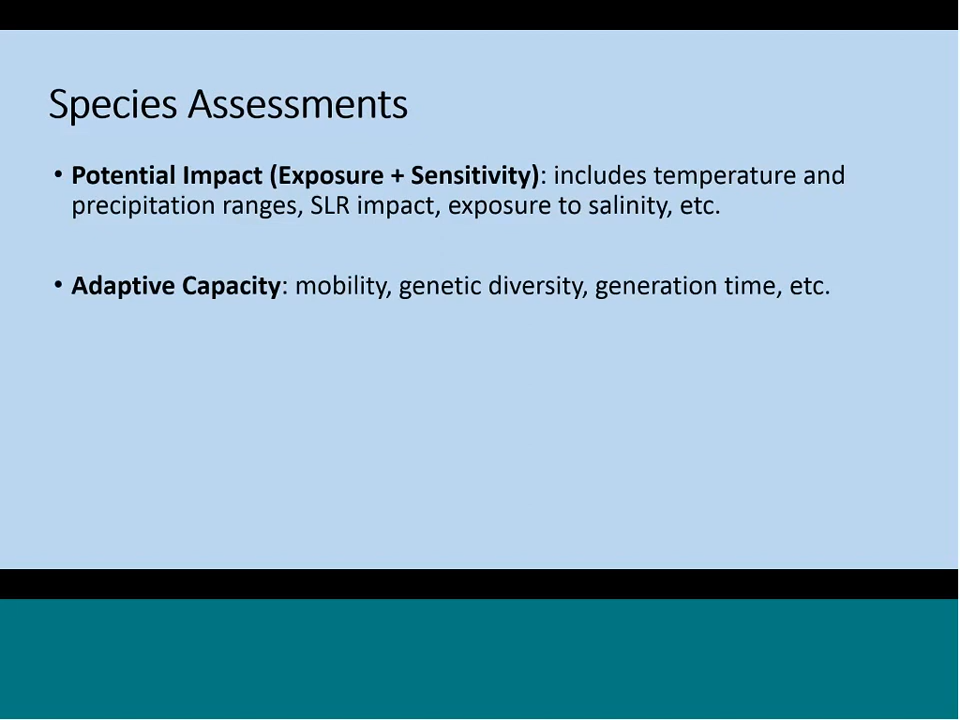 Species Assessments
• Potential Impact (Exposure + Sensitivity): includes temperature and
precipitation ranges, SLR impact, exposure to salinity, etc.
• Adaptive Capacity: mobility, genetic diversity, generation time, etc.